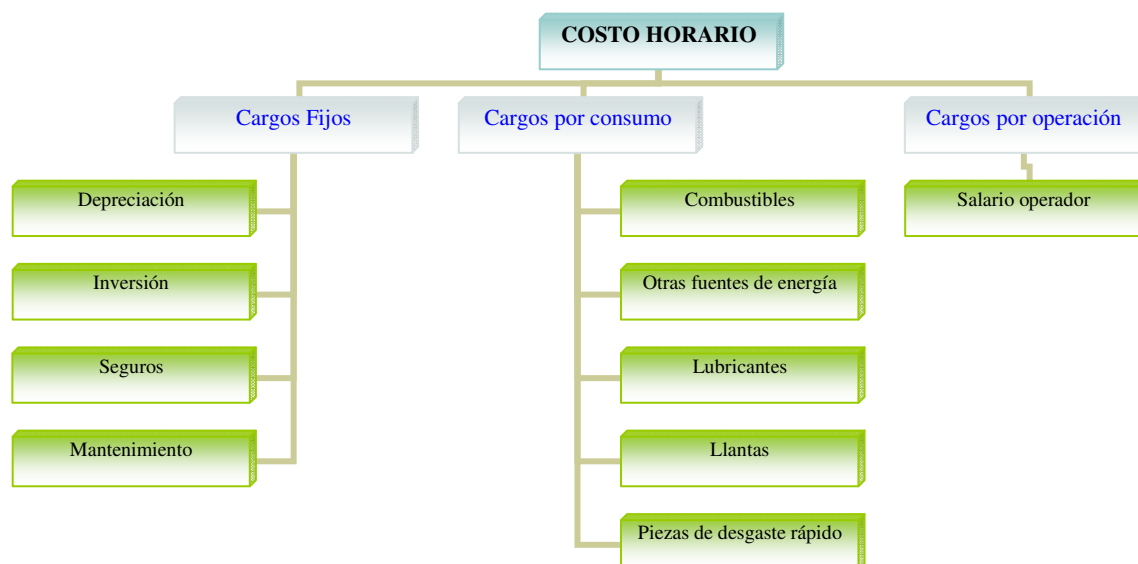 COSTO HORARIO
Cargos Fijos
Cargos por consumo
Cargos por operación
Depreciación
Combustibles
Salario operador
Inversión
Otras fuentes de energía
Seguros
Lubricantes
Mantenimiento
Llantas
Piezas de desgaste rápido